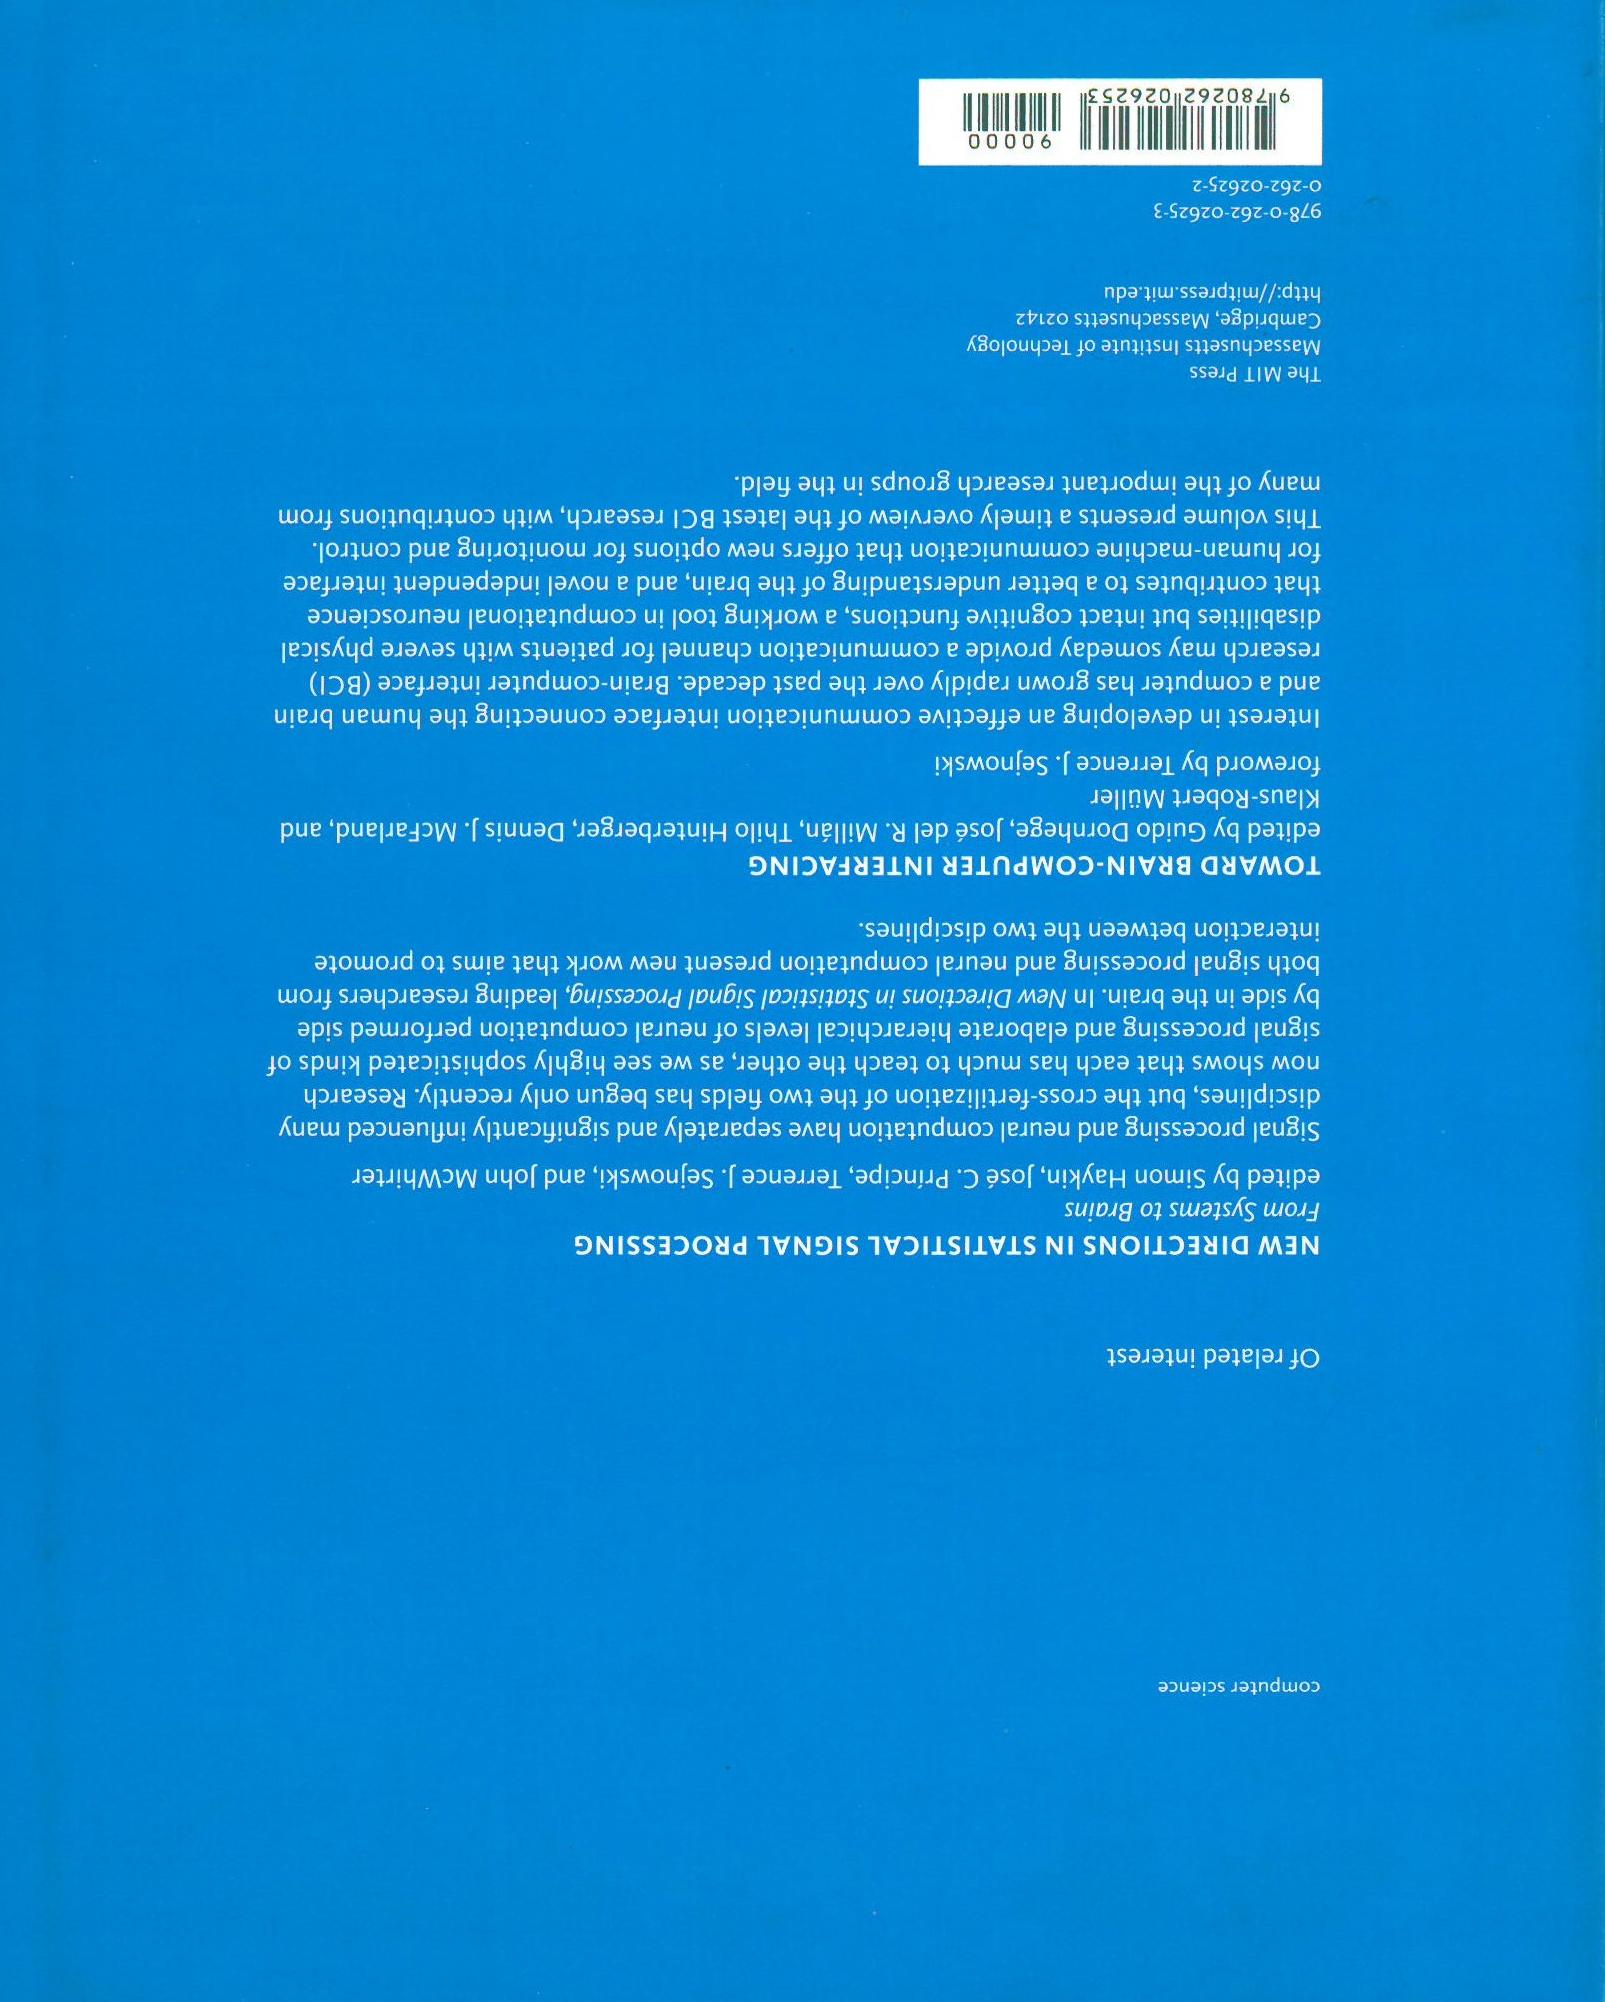 computer science
Of related interest
NEW DIRECTIONS IN STATISTICAL SIGNAL PROCESSING
From Systems to Brains
edited by Simon Haykin, José C. Príncipe, Terrence J. Sejnowski, and John McWhirter
Signal processing and neural computation have separately and significantly influenced many
disciplines, but the cross-fertilization of the two fields has begun only recently. Research
now shows that each has much to teach the other, as we see highly sophisticated kinds of
signal processing and elaborate hierarchical levels of neural computation performed side
by side in the brain. In New Directions in Statistical Signal Processing, leading researchers from
both signal processing and neural computation present new work that aims to promote
interaction between the two disciplines.
TOWARD BRAIN-COMPUTER INTERFACING
edited by Guido Dornhege, José del R. Millán, Thilo Hinterberger, Dennis J. McFarland, and
Klaus-Robert Müller
foreword by Terrence J. Sejnowski
Interest in developing an effective communication interface connecting the human brain
and a computer has grown rapidly over the past decade. Brain-computer interface (BCI)
research may someday provide a communication channel for patients with severe physical
disabilities but intact cognitive functions, a working tool in computational neuroscience
that contributes to a better understanding of the brain, and a novel independent interface
for human-machine communication that offers new options for monitoring and control.
This volume presents a timely overview of the latest BCI research, with contributions from
many of the important research groups in the field.
The MIT Press
Massachusetts Institute of Technology
Cambridge, Massachusetts 02142
http://mitpress.mit.edu
978-0-262-02625-3
0-262-02625-2
90000
9 780262 026253